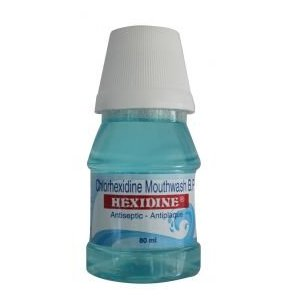 Chlorhexidine Mouthwash B.P.
HEXIDINE®
Antiseptic - Antiplaque
80 ml